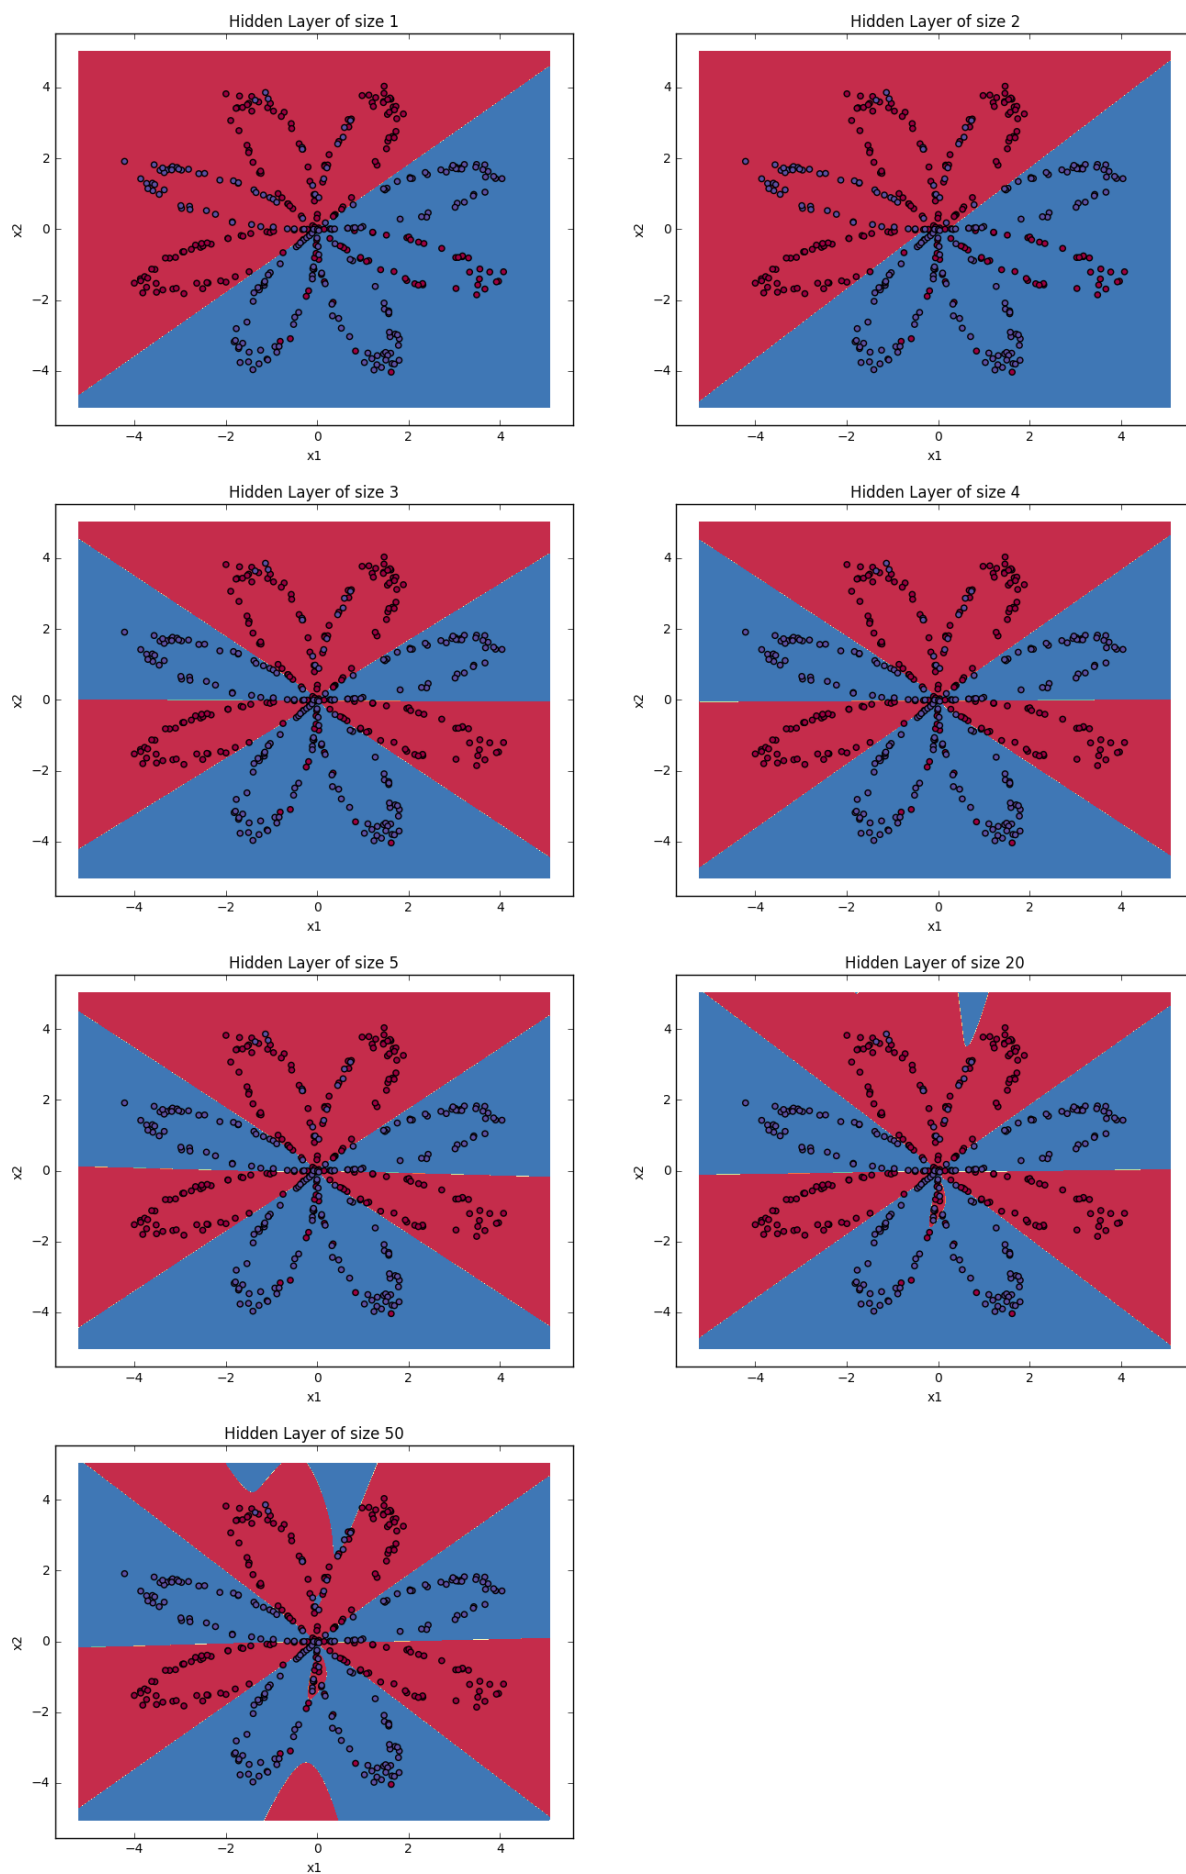 Hidden Layer of size 1
4
2
0
−2
−4
x2
−4 −2 0 2 4
x1
Hidden Layer of size 2
4
2
0
−2
−4
x2
−4 −2 0 2 4
x1
Hidden Layer of size 3
4
2
0
−2
−4
x2
−4 −2 0 2 4
x1
Hidden Layer of size 4
4
2
0
−2
−4
x2
−4 −2 0 2 4
x1
Hidden Layer of size 5
4
2
0
−2
−4
x2
−4 −2 0 2 4
x1
Hidden Layer of size 20
4
2
0
−2
−4
x2
−4 −2 0 2 4
x1
Hidden Layer of size 50
4
2
0
−2
−4
x2
−4 −2 0 2 4
x1